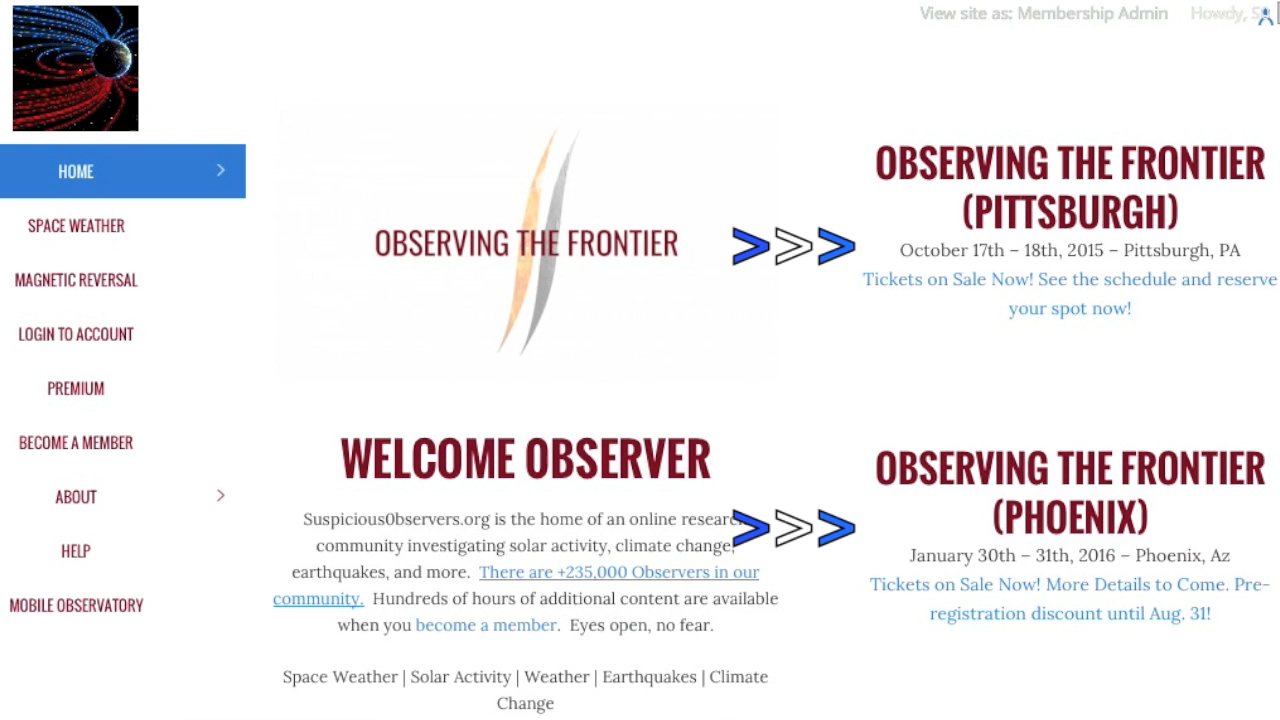 View site as: Membership Admin Howdy,
HOME
SPACE WEATHER
MAGNETIC REVERSAL
LOGIN TO ACCOUNT
PREMIUM
BECOME A MEMBER
ABOUT
HELP
MOBILE OBSERVATORY
OBSERVING THE FRONTIER
WELCOME OBSERVER
Suspicious0bservers.org is the home of an online
community investigating solar activity, climate change,
earthquakes, and more. There are +235,000 Observers in our
community. Hundreds of hours of additional content are available
when you become a member. Eyes open, no fear.
Space Weather | Solar Activity | Weather | Earthquakes | Climate
Change
OBSERVING THE FRONTIER
(PITTSBURGH)
October 17th – 18th, 2015 – Pittsburgh, PA
Tickets on Sale Now! See the schedule and reserve
your spot now!
OBSERVING THE FRONTIER
(PHOENIX)
January 30th – 31th, 2016 – Phoenix, Az
Tickets on Sale Now! More Details to Come. Pre-
registration discount until Aug. 31!